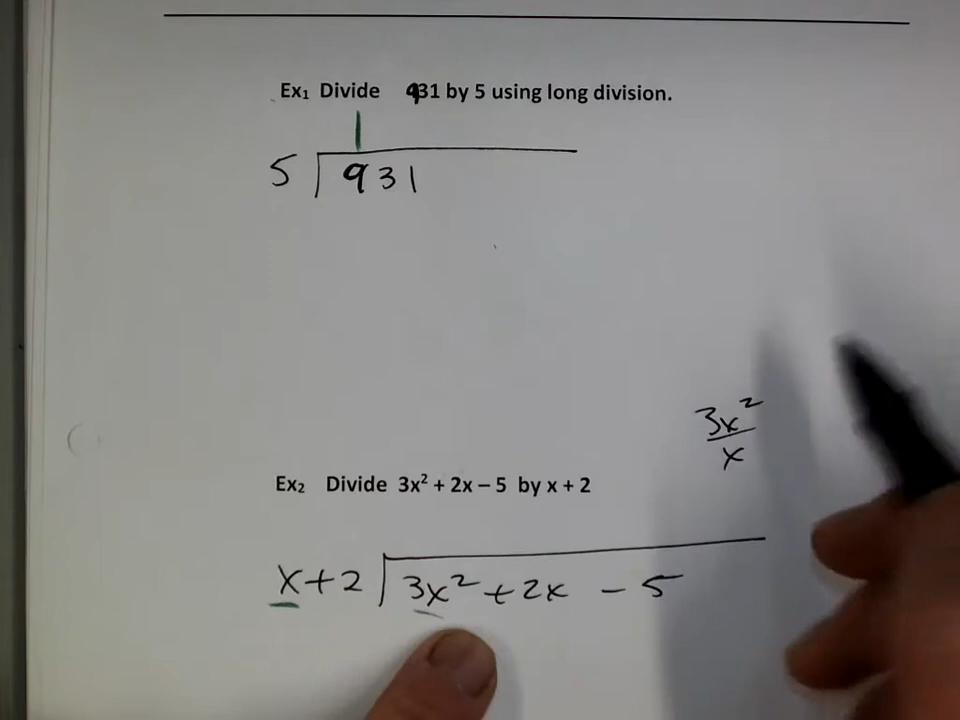 Ex₁ Divide 931 by 5 using long division.
1
5 931
3x²
x
Ex₂ Divide 3x² + 2x – 5 by x + 2
x+2 3x² + 2x - 5